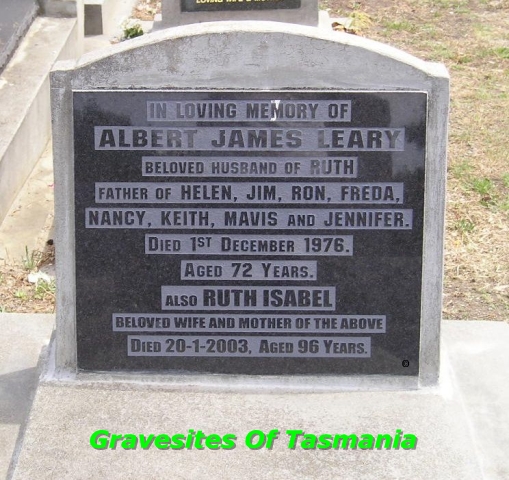 IN LOVING MEMORY OF
ALBERT JAMES LEARY
BELOVED HUSBAND OF RUTH
FATHER OF HELEN, JIM, RON, FREDA,
NANCY, KEITH, MAVIS AND JENNIFER.
DIED 1ST DECEMBER 1976.
AGED 72 YEARS.
ALSO RUTH ISABEL
BELOVED WIFE AND MOTHER OF THE ABOVE
DIED 20-1-2003, AGED 96 YEARS.
Gravesites Of Tasmania